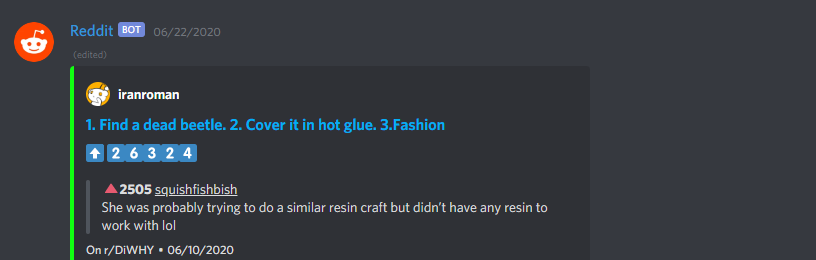 Reddit BOT 06/22/2020
(edited)
iranroman
1. Find a dead beetle. 2. Cover it in hot glue. 3.Fashion
26324
2505 squishfishbish
She was probably trying to do a similar resin craft but didn't have any resin to
work with lol
On r/DiWHY • 06/10/2020